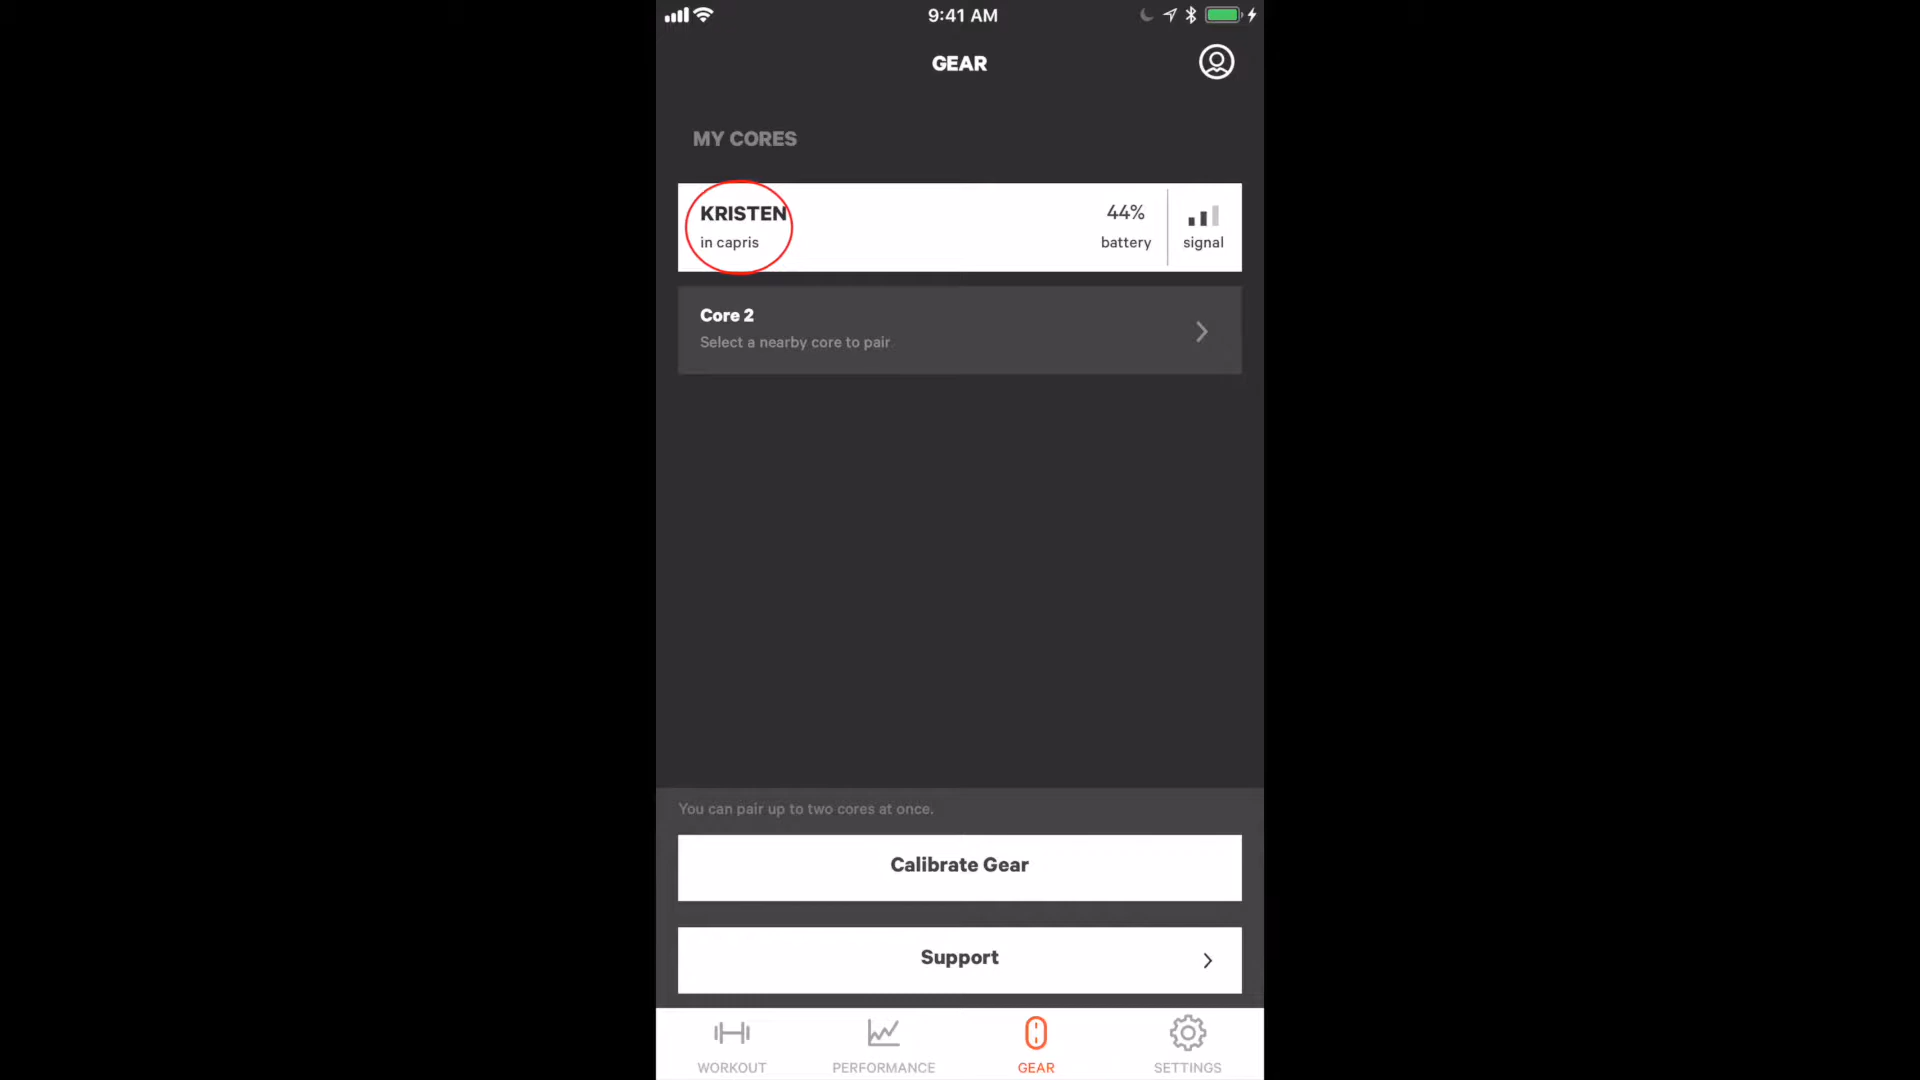 9:41 AM
GEAR
MY CORES
KRISTEN
in capris
44%
battery
signal
Core 2
Select a nearby core to pair
You can pair up to two cores at once.
Calibrate Gear
Support
WORKOUT
PERFORMANCE
GEAR
SETTINGS